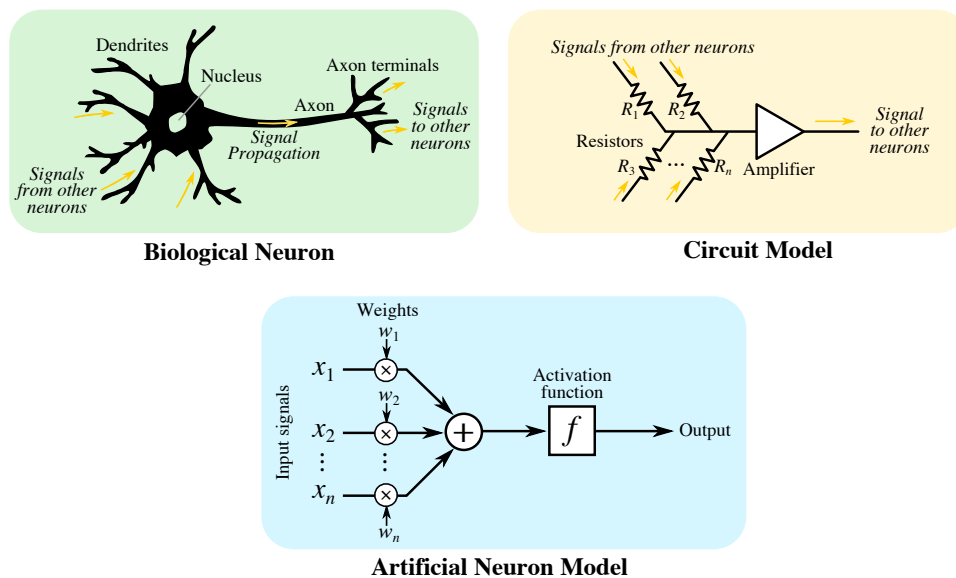 Dendrites
Nucleus
Axon terminals
Axon
Signals
to other
neurons
Signal
Propagation
Signals
from other
neurons
Biological Neuron
Signals from other neurons
R1
R2
Signal
to other
neurons
Resistors
R3
...
Rn
Amplifier
Circuit Model
Weights
w1
x1
×
Activation
function
w2
Input signals
x2
×
+
f
Output
...
...
xn
×
wn
Artificial Neuron Model